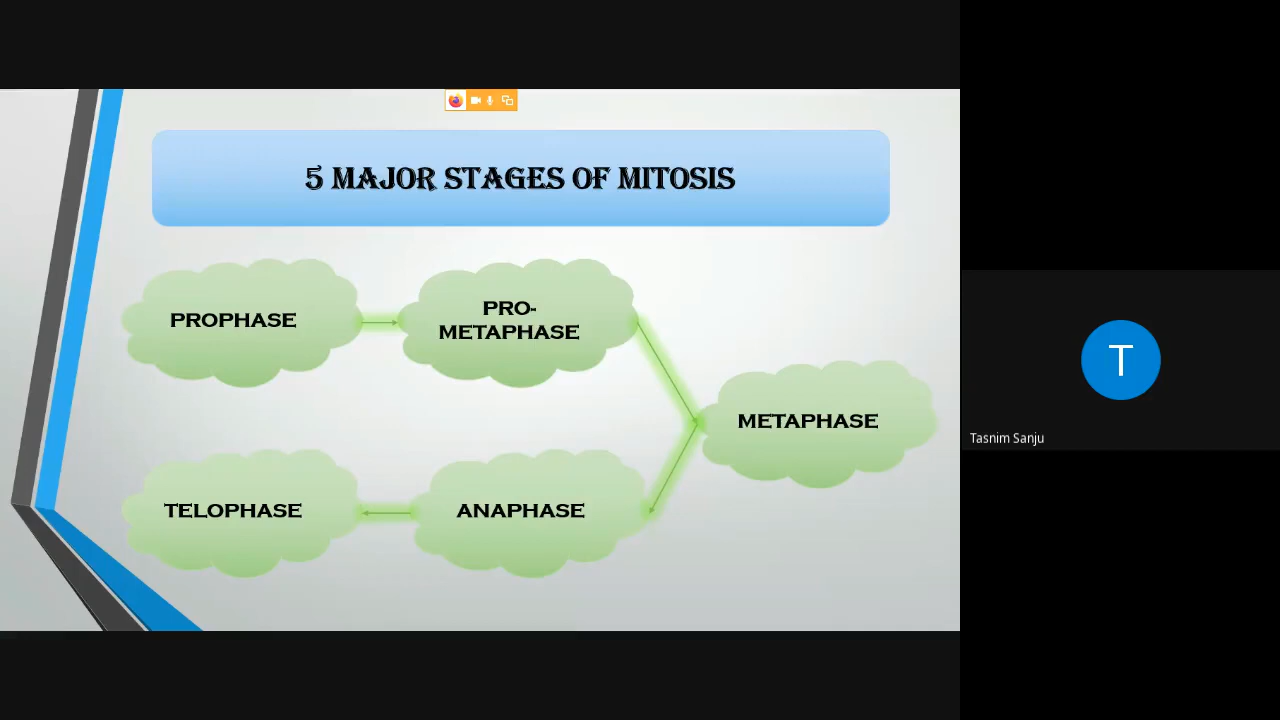 5 MAJOR STAGES OF MITOSIS
PROPHASE
PRO-
METAPHASE
METAPHASE
ANAPHASE
TELOPHASE
T
Tasnim Sanju